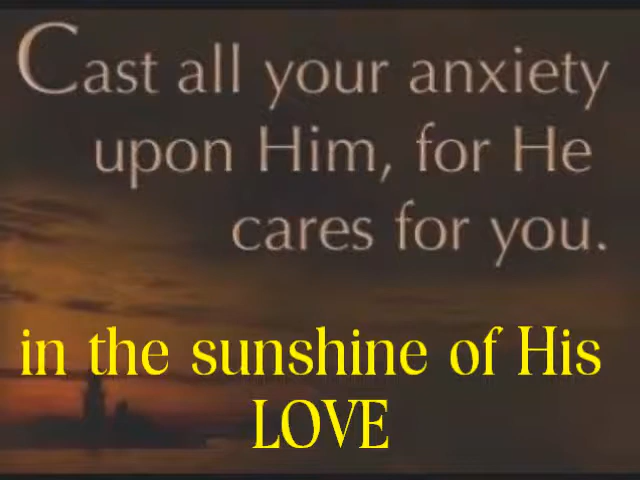 Cast all your anxiety
upon Him, for He
cares for you.
in the sunshine of His
LOVE